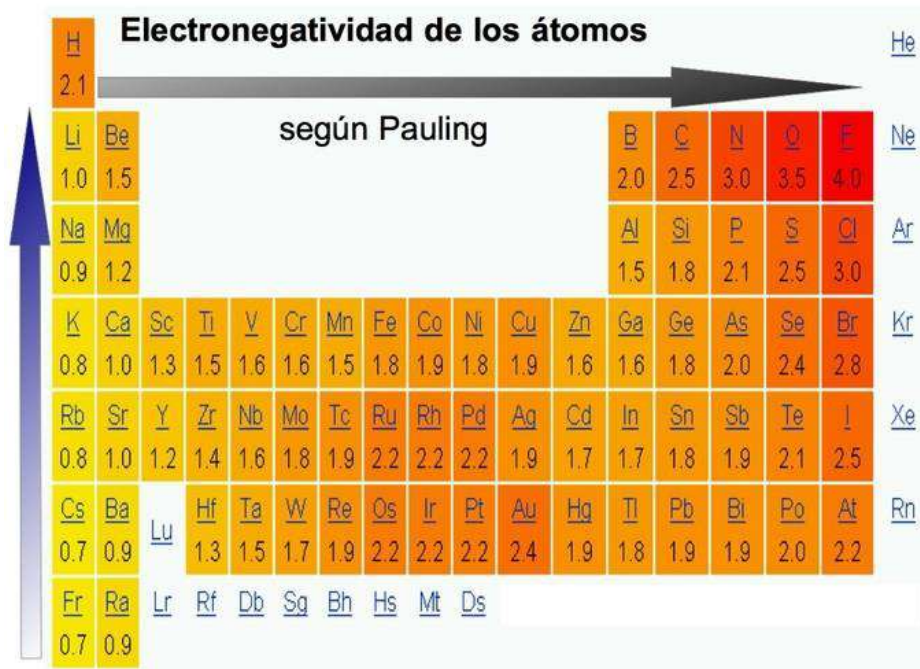 Electronegatividad de los átomos
según Pauling
H He
2.1
Li Be B C N O F Ne
1.0 1.5 2.0 2.5 3.0 3.5 4.0
Na Mg Al Si P S Cl Ar
0.9 1.2 1.5 1.8 2.1 2.5 3.0
K Ca Sc Ti V Cr Mn Fe Co Ni Cu Zn Ga Ge As Se Br Kr
0.8 1.0 1.3 1.5 1.6 1.6 1.5 1.8 1.9 1.8 1.9 1.6 1.6 1.8 2.0 2.4 2.8
Rb Sr Y Zr Nb Mo Tc Ru Rh Pd Ag Cd In Sn Sb Te I Xe
0.8 1.0 1.2 1.4 1.6 1.8 1.9 2.2 2.2 2.2 1.9 1.7 1.7 1.8 1.9 2.1 2.5
Cs Ba Lu Hf Ta W Re Os Ir Pt Au Hg Tl Pb Bi Po At Rn
0.7 0.9 1.3 1.5 1.7 1.9 2.2 2.2 2.2 2.4 1.9 1.8 1.9 1.9 2.0 2.2
Fr Ra Lr Rf Db Sg Bh Hs Mt Ds
0.7 0.9